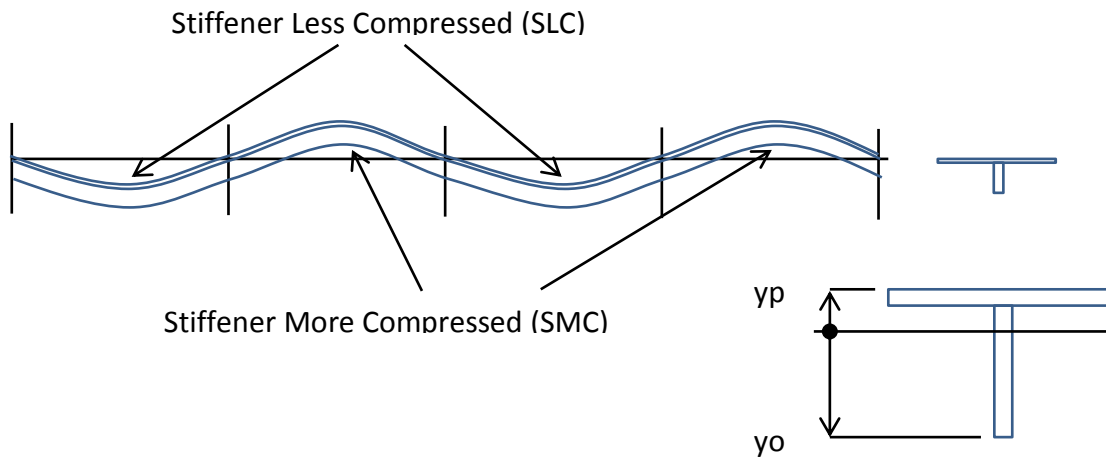 Stiffener Less Compressed (SLC)
Stiffener More Compressed (SMC)
yp
yo